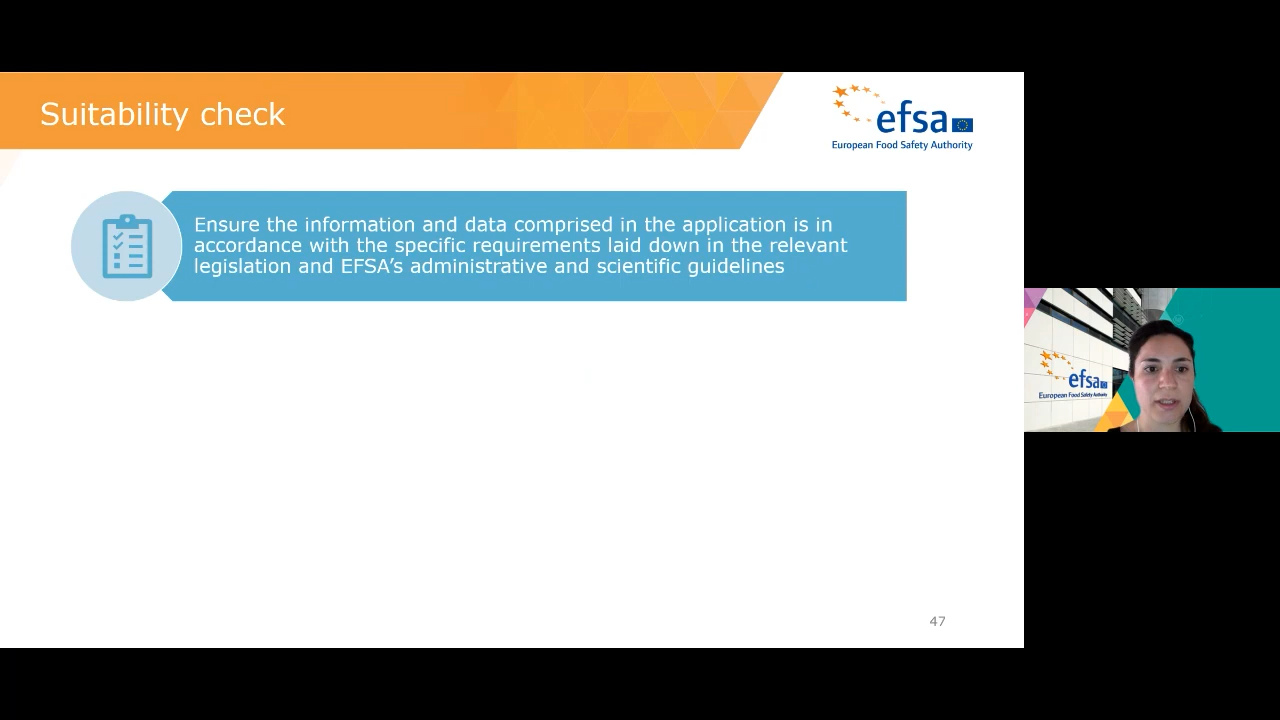 Suitability check
efsa
European Food Safety Authority
Ensure the information and data comprised in the application is in
accordance with the specific requirements laid down in the relevant
legislation and EFSA’s administrative and scientific guidelines
efsa
European Food Safety Authority
47